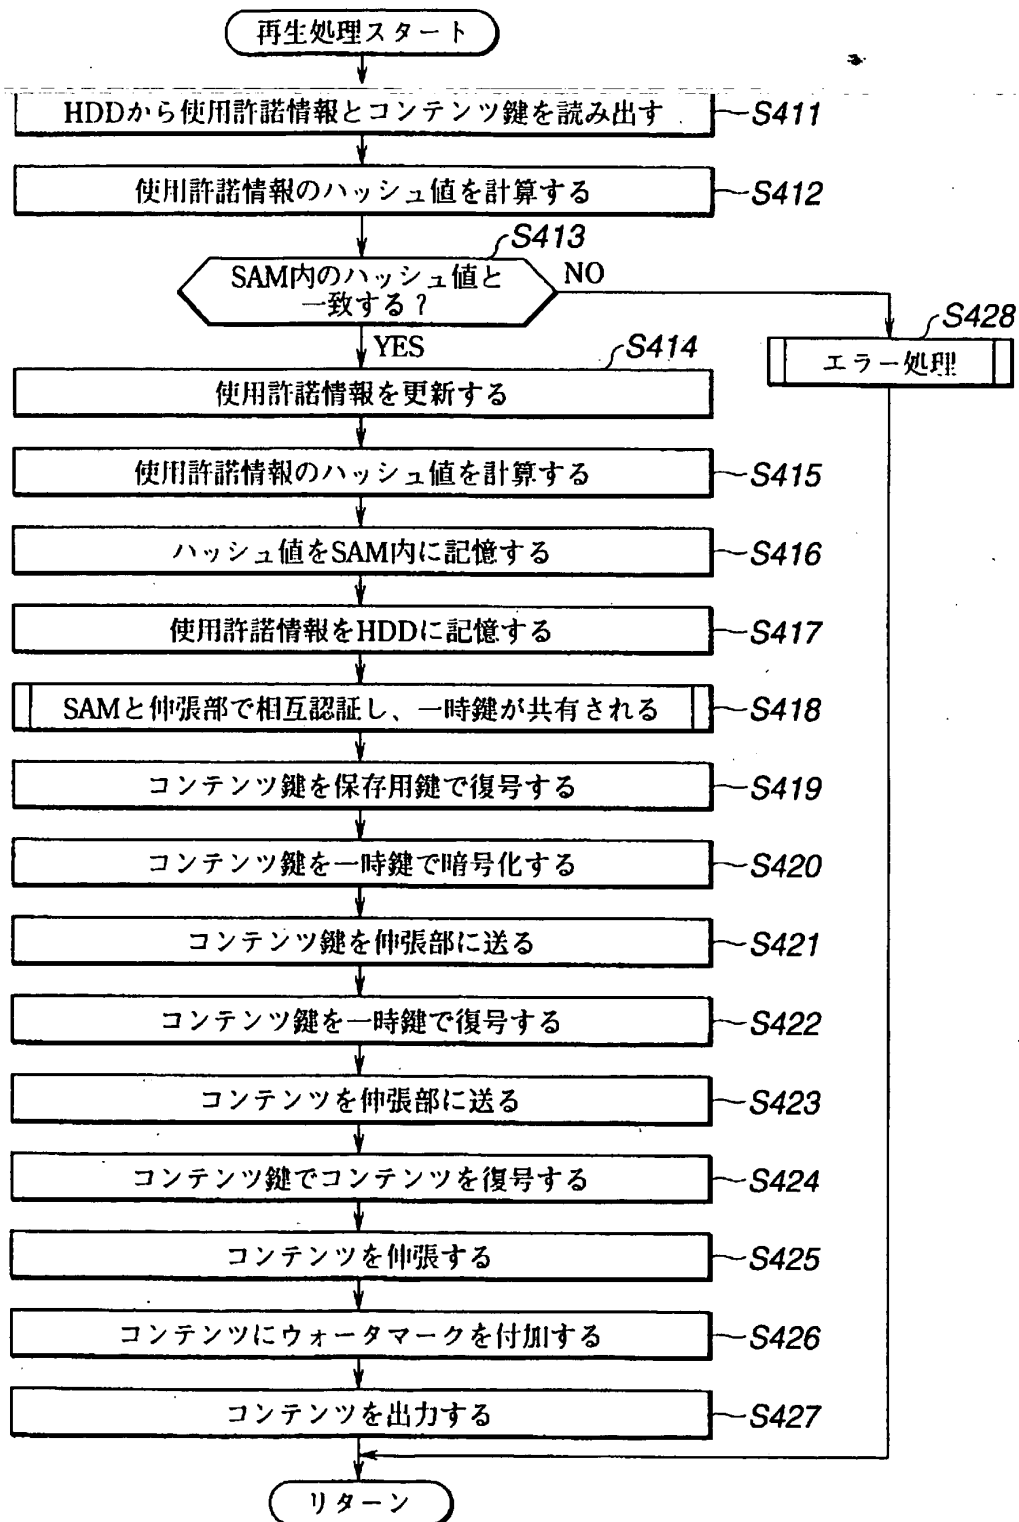 再生処理スタート
HDDから使用許諾情報とコンテンツ鍵を読み出す
S411
使用許諾情報のハッシュ値を計算する
S412
S413
SAM内のハッシュ値と
一致する?
NO
YES
S428
エラー処理
S414
使用許諾情報を更新する
使用許諾情報のハッシュ値を計算する
S415
ハッシュ値をSAM内に記憶する
S416
使用許諾情報をHDDに記憶する
S417
SAMと伸張部で相互認証し、一時鍵が共有される
S418
コンテンツ鍵を保存用鍵で復号する
S419
コンテンツ鍵を一時鍵で暗号化する
S420
コンテンツ鍵を伸張部に送る
S421
コンテンツ鍵を一時鍵で復号する
S422
コンテンツを伸張部に送る
S423
コンテンツ鍵でコンテンツを復号する
S424
コンテンツを伸張する
S425
コンテンツにウォータマークを付加する
S426
コンテンツを出力する
S427
リターン